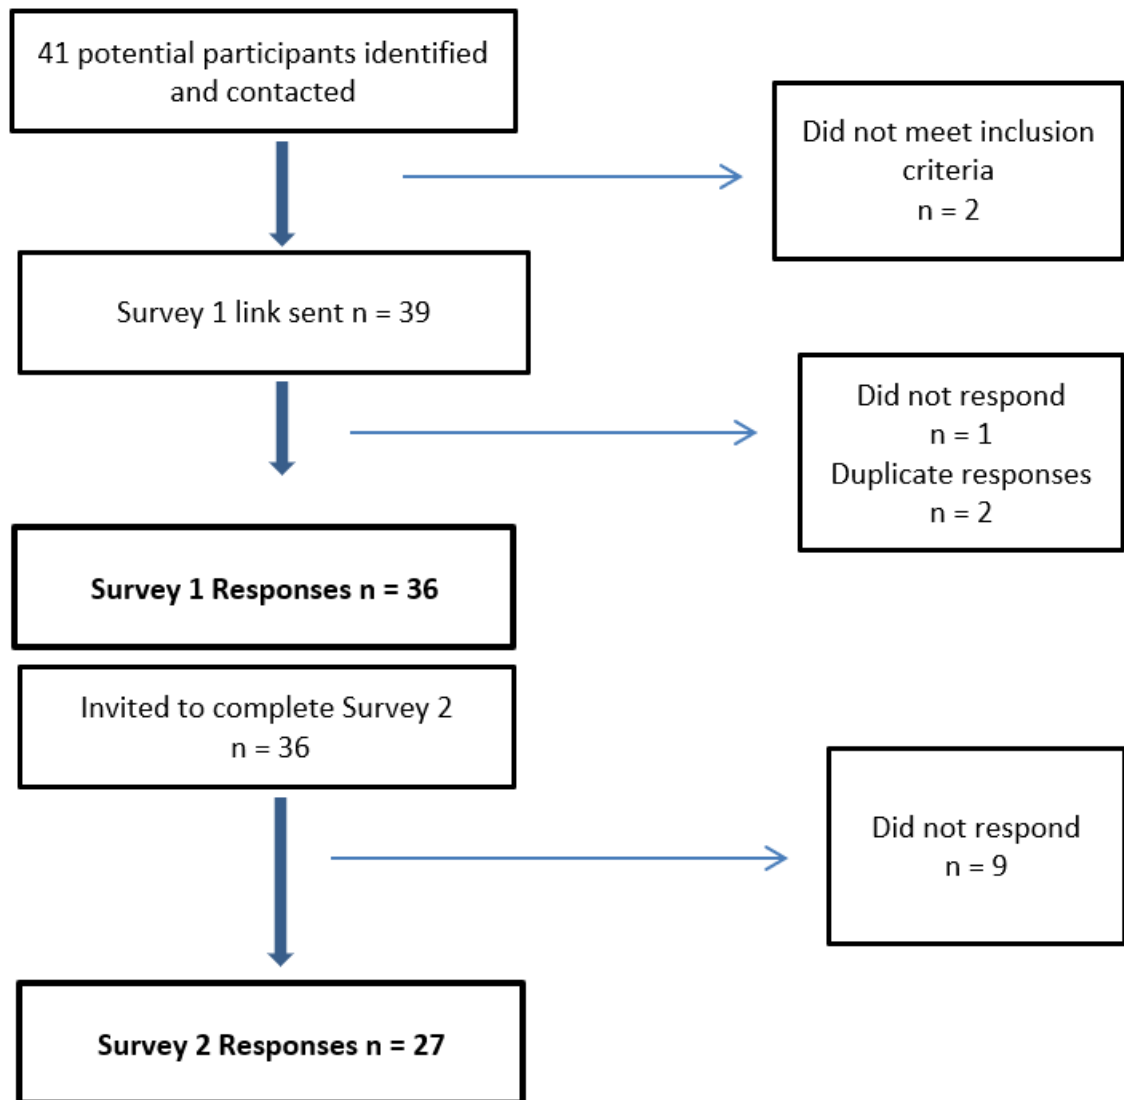 41 potential participants identified
and contacted
Did not meet inclusion
criteria
n = 2
Survey 1 link sent n = 39
Did not respond
n = 1
Duplicate responses
n = 2
Survey 1 Responses n = 36
Invited to complete Survey 2
n = 36
Did not respond
n = 9
Survey 2 Responses n = 27